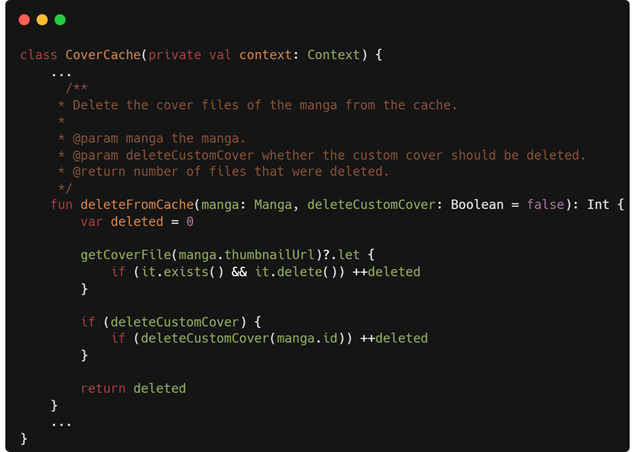 class CoverCache(private val context: Context) {
    ...
      /**
     * Delete the cover files of the manga from the cache.
     *
     * @param manga the manga.
     * @param deleteCustomCover whether the custom cover should be deleted.
     * @return number of files that were deleted.
     */
    fun deleteFromCache(manga: Manga, deleteCustomCover: Boolean = false): Int {
        var deleted = 0

        getCoverFile(manga.thumbnailUrl)?.let {
            if (it.exists() && it.delete()) ++deleted
        }

        if (deleteCustomCover) {
            if (deleteCustomCover(manga.id)) ++deleted
        }

        return deleted
    }
    ...
}